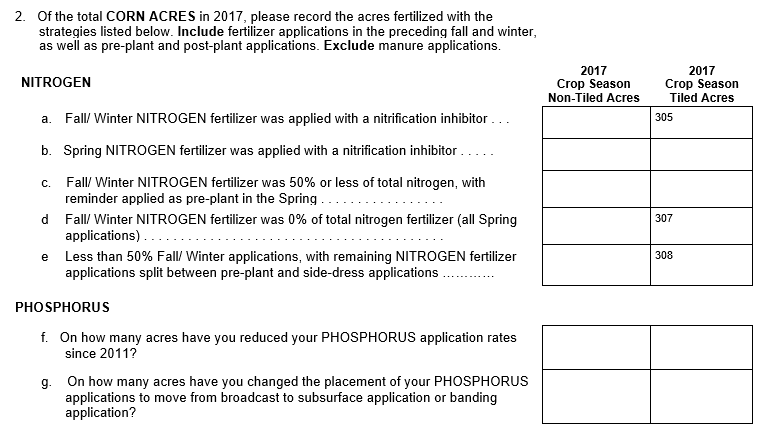 2. Of the total CORN ACRES in 2017, please record the acres fertilized with the
strategies listed below. Include fertilizer applications in the preceding fall and winter,
as well as pre-plant and post-plant applications. Exclude manure applications.
NITROGEN
2017
Crop Season
Non-Tiled Acres
2017
Crop Season
Tiled Acres
a. Fall/ Winter NITROGEN fertilizer was applied with a nitrification inhibitor . . .
305
b. Spring NITROGEN fertilizer was applied with a nitrification inhibitor . . . . .
c. Fall/ Winter NITROGEN fertilizer was 50% or less of total nitrogen, with
reminder applied as pre-plant in the Spring . . . . . . . . . . . . . . . . .
d Fall/ Winter NITROGEN fertilizer was 0% of total nitrogen fertilizer (all Spring
applications) . . . . . . . . . . . . . . . . . . . . . . . . . . . . . . . . . . . . . . . . .
307
e Less than 50% Fall/ Winter applications, with remaining NITROGEN fertilizer
applications split between pre-plant and side-dress applications ............
308
PHOSPHORUS
f. On how many acres have you reduced your PHOSPHORUS application rates
since 2011?
g. On how many acres have you changed the placement of your PHOSPHORUS
applications to move from broadcast to subsurface application or banding
application?